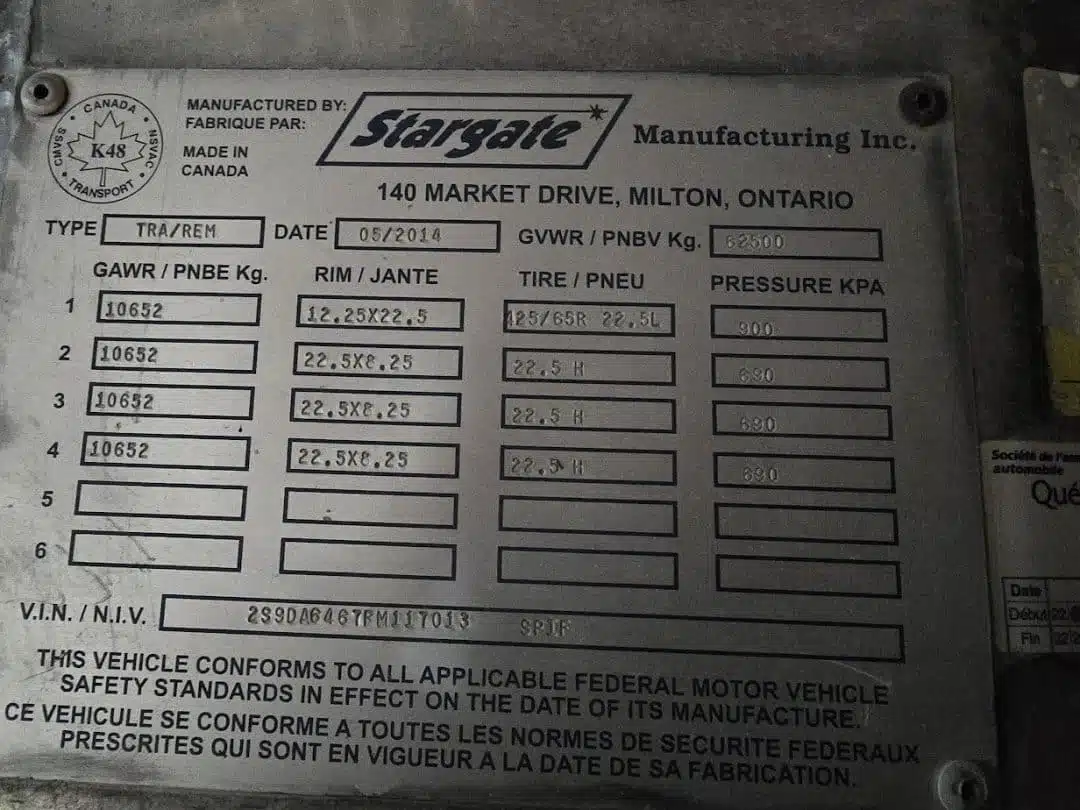 CANADA
CMVSS
K48
NSVAC
TRANSPORT
MANUFACTURED BY:
FABRIQUE PAR:
MADE IN
CANADA
Stargate
Manufacturing Inc.
140 MARKET DRIVE, MILTON, ONTARIO
TYPE TRA/REM DATE 05/2014 GVWR / PNBV Kg. 62500
GAWR / PNBE Kg. RIM / JANTE TIRE / PNEU PRESSURE KPA
1 10652 12.25X22.5 425/65R 22.5L 900
2 10652 22.5X8.25 22.5 H 690
3 10652 22.5X8.25 22.5 H 690
4 10652 22.5X8.25 22.5 H 690
5
6
V.I.N. / N.I.V. 2S9DA6467FM117013 SPIF
THIS VEHICLE CONFORMS TO ALL APPLICABLE FEDERAL MOTOR VEHICLE
SAFETY STANDARDS IN EFFECT ON THE DATE OF ITS MANUFACTURE.
CE VEHICULE SE CONFORME A TOUTES LES NORMES DE SECURITE FEDERAUX
PRESCRITES QUI SONT EN VIGUEUR A LA DATE DE SA FABRICATION.
Société de
automobile
Qué
Date
Début
Fin